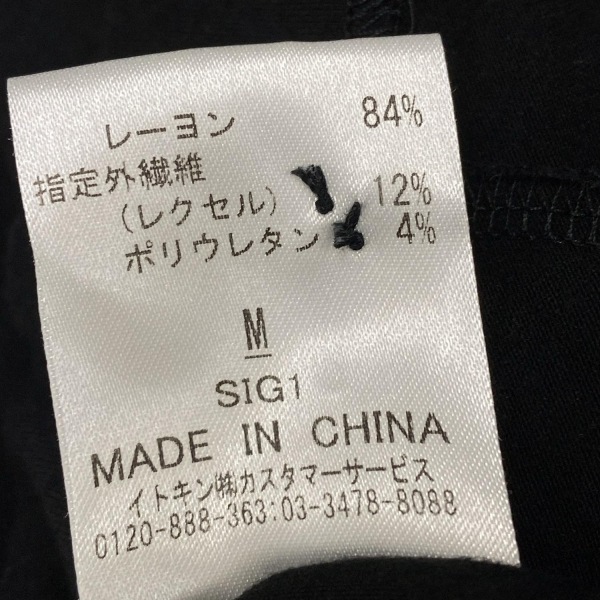 レーヨン 84%
指定外繊維
(レクセル) 12%
ポリウレタン 4%
M
SIG1
MADE IN CHINA
イトキン㈱カスタマーサービス
0120-888-363:03-3478-8088